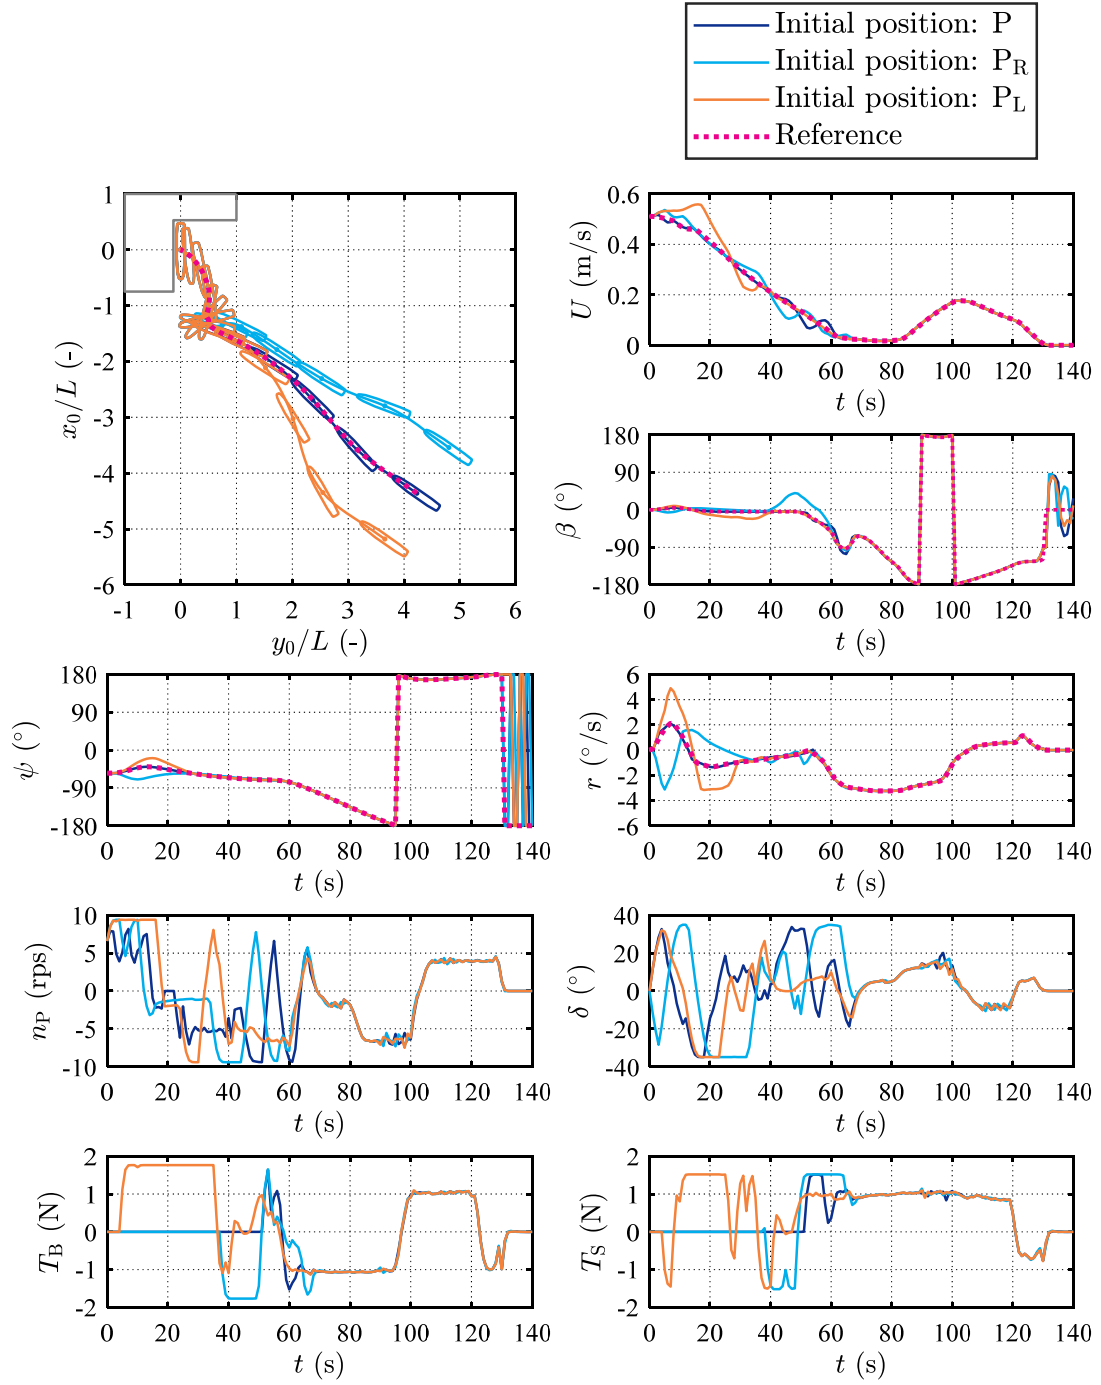 Initial position: P
Initial position: P_R
Initial position: P_L
Reference
1
0
-1
-2
-3
-4
-5
-6
-1 0 1 2 3 4 5 6
x_0/L (-)
y_0/L (-)
0.6
0.4
0.2
0
0 20 40 60 80 100 120 140
U (m/s)
t (s)
180
90
0
-90
-180
0 20 40 60 80 100 120 140
β (°)
t (s)
180
90
0
-90
-180
0 20 40 60 80 100 120 140
ψ (°)
t (s)
6
4
2
0
-2
-4
-6
0 20 40 60 80 100 120 140
r (°/s)
t (s)
10
5
0
-5
-10
0 20 40 60 80 100 120 140
n_P (rps)
t (s)
40
20
0
-20
-40
0 20 40 60 80 100 120 140
δ (°)
t (s)
2
1
0
-1
-2
0 20 40 60 80 100 120 140
T_B (N)
t (s)
2
1
0
-1
-2
0 20 40 60 80 100 120 140
T_S (N)
t (s)